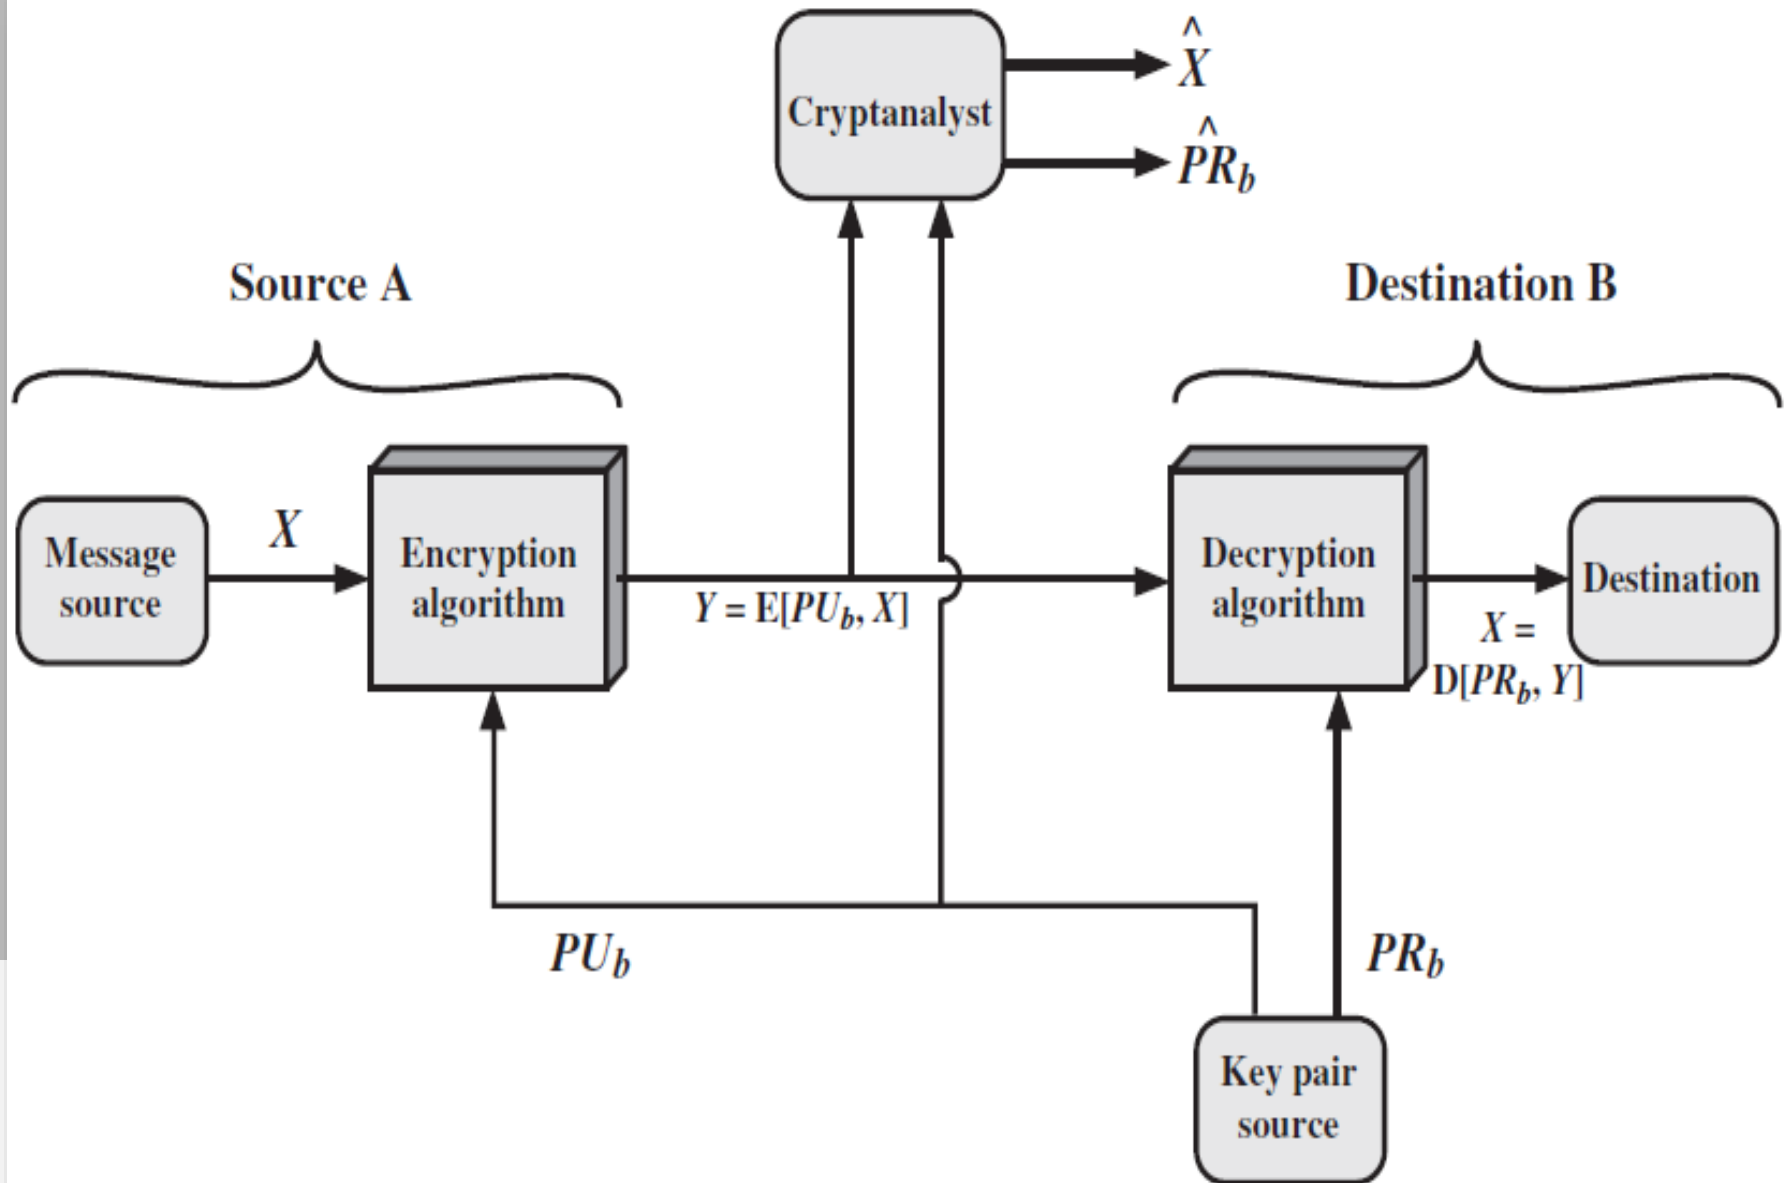 X̂
Cryptanalyst
P̂R_b
Source A
Destination B
Message
source
X
Encryption
algorithm
Y = E[PU_b, X]
Decryption
algorithm
Destination
X =
D[PR_b, Y]
PU_b
PR_b
Key pair
source